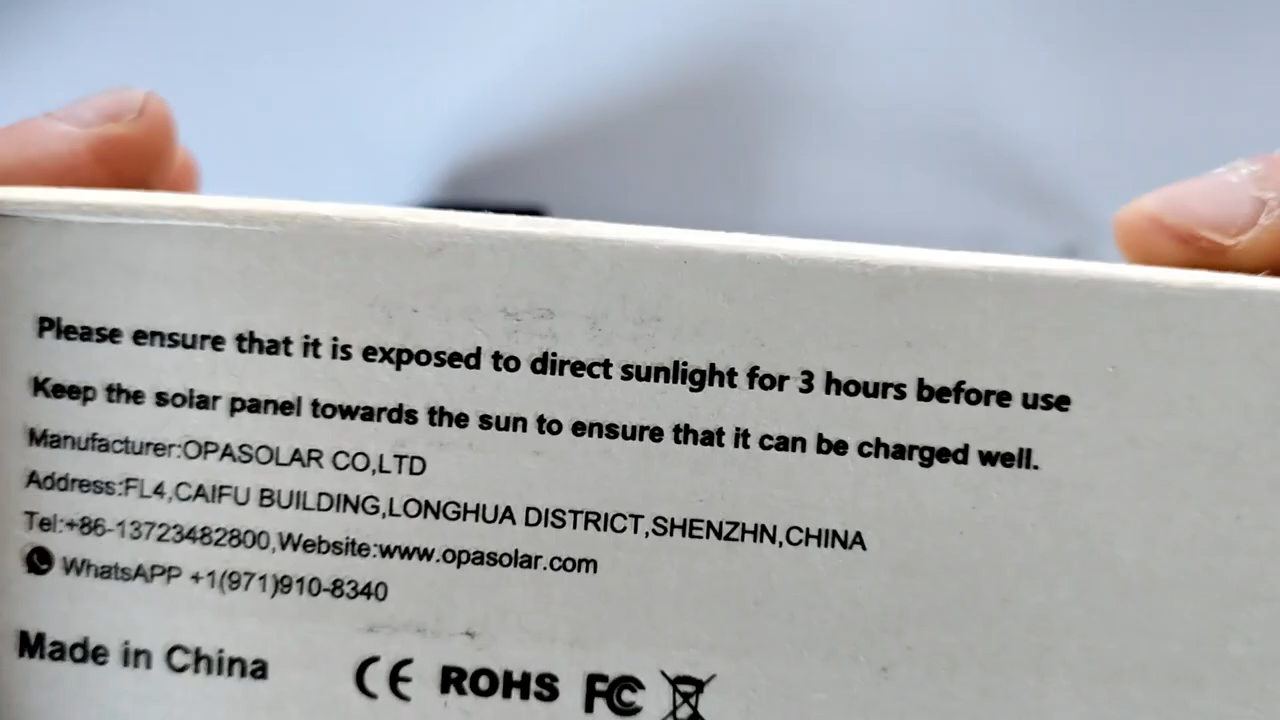 Please ensure that it is exposed to direct sunlight for 3 hours before use
Keep the solar panel towards the sun to ensure that it can be charged well.
Manufacturer:OPASOLAR CO,LTD
Address:FL4,CAIFU BUILDING,LONGHUA DISTRICT,SHENZHN,CHINA
Tel:+86-13723482800,Website:www.opasolar.com
WhatsAPP +1(971)910-8340
Made in China CE ROHS FC